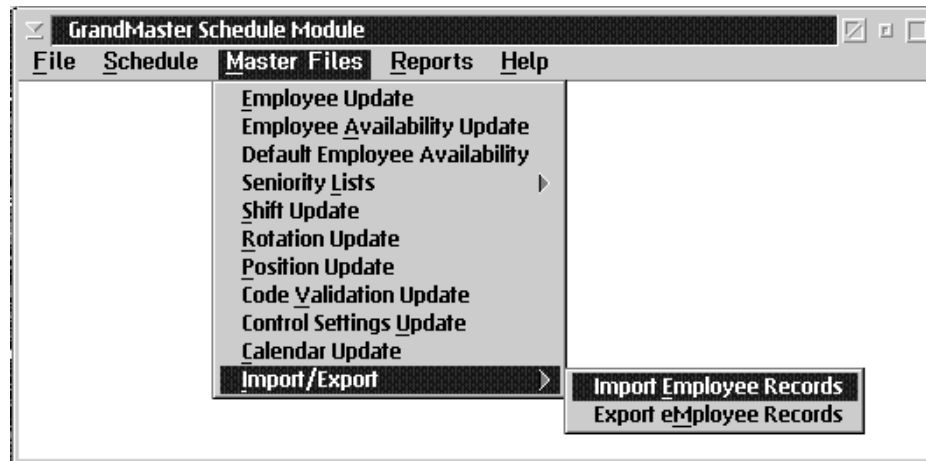 GrandMaster Schedule Module
File Schedule Master Files Reports Help
Employee Update
Employee Availability Update
Default Employee Availability
Seniority Lists
Shift Update
Rotation Update
Position Update
Code Validation Update
Control Settings Update
Calendar Update
Import/Export
Import Employee Records
Export eMployee Records